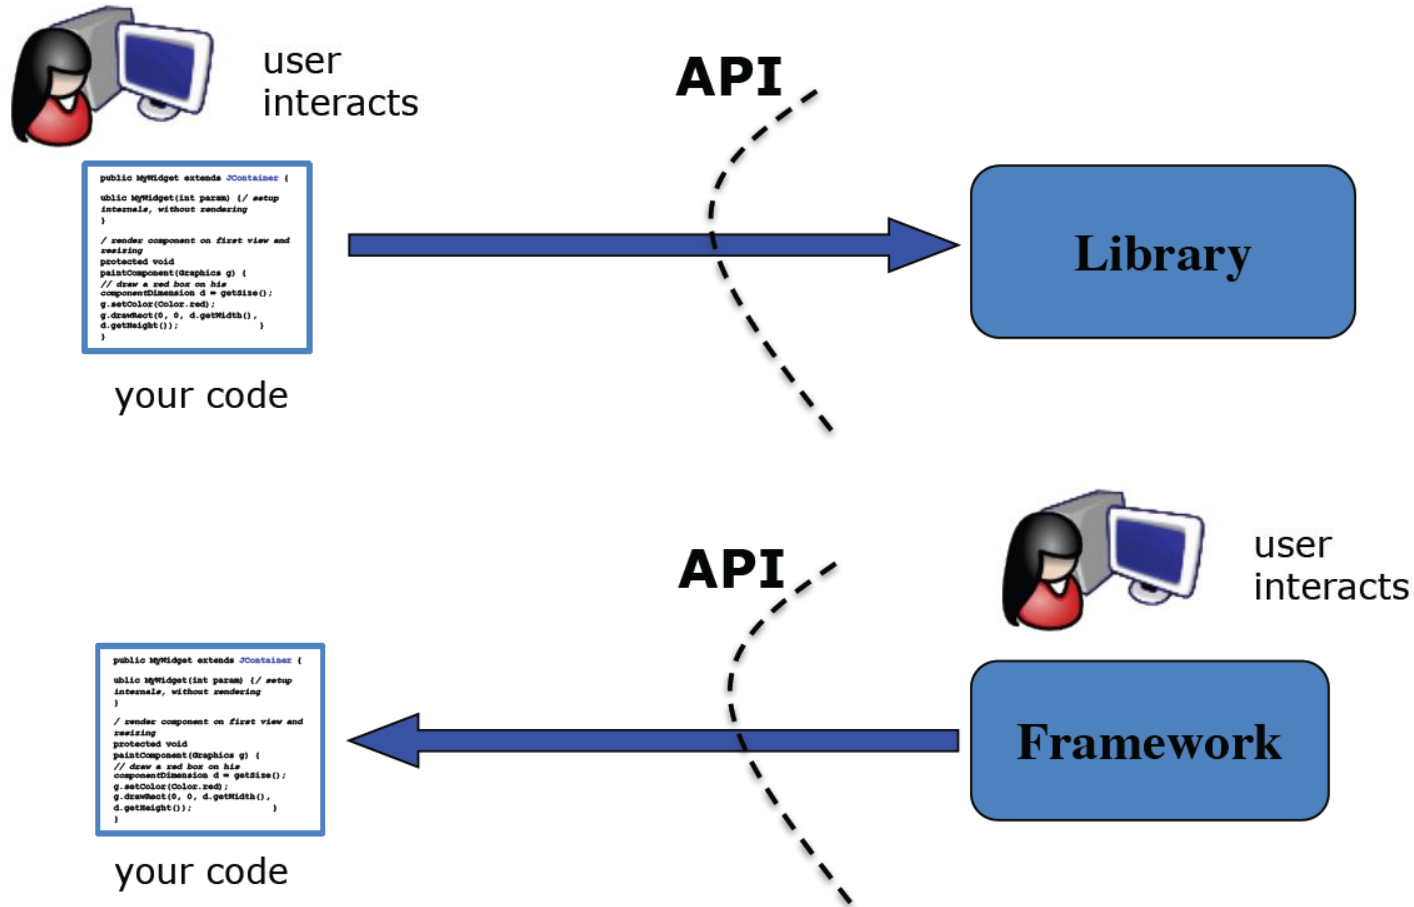 user
interacts
API
public MyWidget extends JContainer {
ublic MyWidget(int param) {/ setup
internals, without rendering
}
/ render component on first view and
resizing
protected void
paintComponent(Graphics g) {
// draw a red box on his
componentDimension d = getSize();
g.setColor(Color.red);
g.drawRect(0, 0, d.getWidth(),
d.getHeight()); }
}
Library
your code
user
interacts
API
public MyWidget extends JContainer {
ublic MyWidget(int param) {/ setup
internals, without rendering
}
/ render component on first view and
resizing
protected void
paintComponent(Graphics g) {
// draw a red box on his
componentDimension d = getSize();
g.setColor(Color.red);
g.drawRect(0, 0, d.getWidth(),
d.getHeight()); }
}
Framework
your code